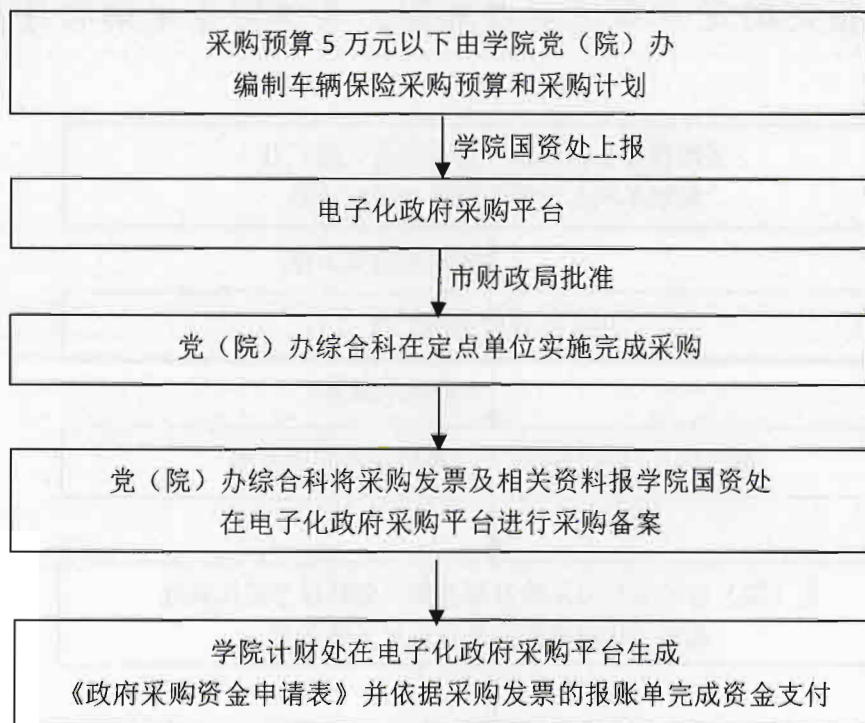 采购预算 5 万元以下由学院党（院）办
编制车辆保险采购预算和采购计划
学院国资处上报
电子化政府采购平台
市财政局批准
党（院）办综合科在定点单位实施完成采购
党（院）办综合科将采购发票及相关资料报学院国资处
在电子化政府采购平台进行采购备案
学院计财处在电子化政府采购平台生成
《政府采购资金申请表》并依据采购发票的报账单完成资金支付